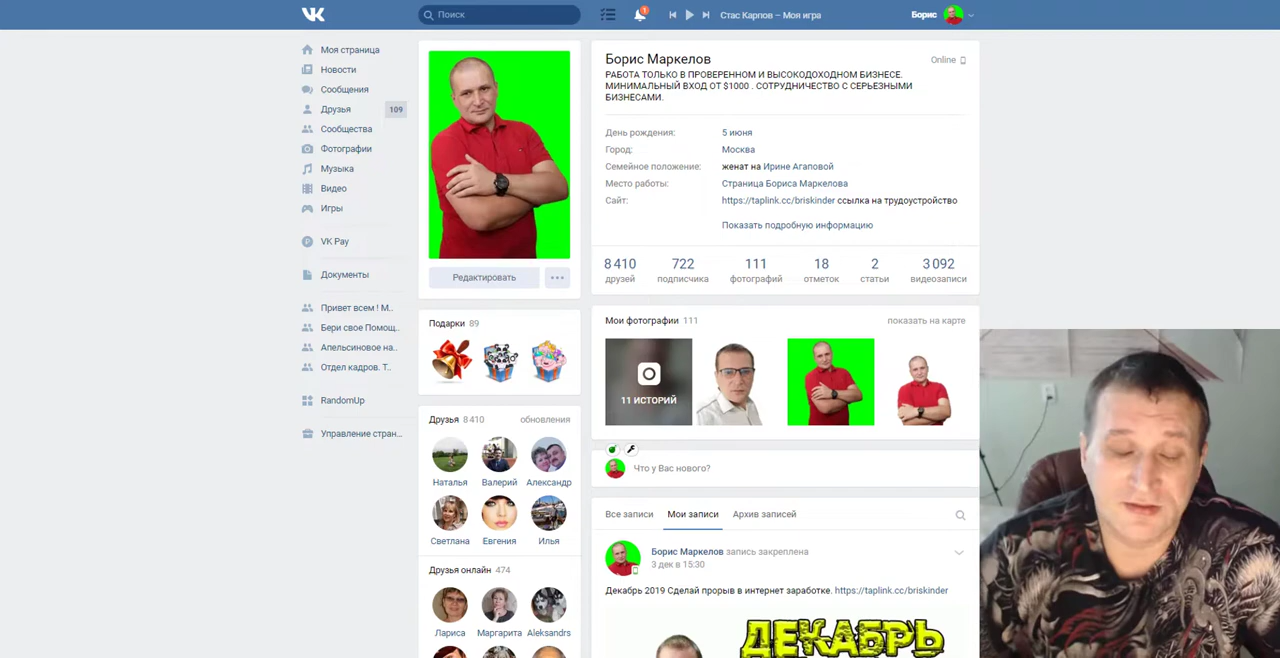 VK
Поиск
1
Стас Карпов – Моя игра
Борис
Моя страница
Новости
Сообщения
Друзья
109
Сообщества
Фотографии
Музыка
Видео
Игры
VK Pay
Документы
Привет всем ! М..
Бери свое Помощ..
Апельсиновое на..
Отдел кадров. Т..
RandomUp
Управление стран...
Редактировать
Подарки 89
Друзья 8 410
обновления
Наталья
Валерий
Александр
Светлана
Евгения
Илья
Друзья онлайн 474
Лариса
Маргарита
Aleksandrs
Борис Маркелов
Online
РАБОТА ТОЛЬКО В ПРОВЕРЕННОМ И ВЫСОКОДОХОДНОМ БИЗНЕСЕ.
МИНИМАЛЬНЫЙ ВХОД ОТ $1000 . СОТРУДНИЧЕСТВО С СЕРЬЕЗНЫМИ
БИЗНЕСАМИ.
День рождения: 5 июня
Город: Москва
Семейное положение: женат на Ирине Агаповой
Место работы: Страница Бориса Маркелова
Сайт: https://taplink.cc/briskinder ссылка на трудоустройство
Показать подробную информацию
8 410 722 111 18 2 3 092
друзей подписчика фотографий отметок статьи видеозаписи
Мои фотографии 111
показать на карте
11 ИСТОРИЙ
Что у Вас нового?
Все записи Мои записи Архив записей
Борис Маркелов запись закреплена
3 дек в 15:30
Декабрь 2019 Сделай прорыв в интернет заработке. https://taplink.cc/briskinder
ДЕКАБРЬ